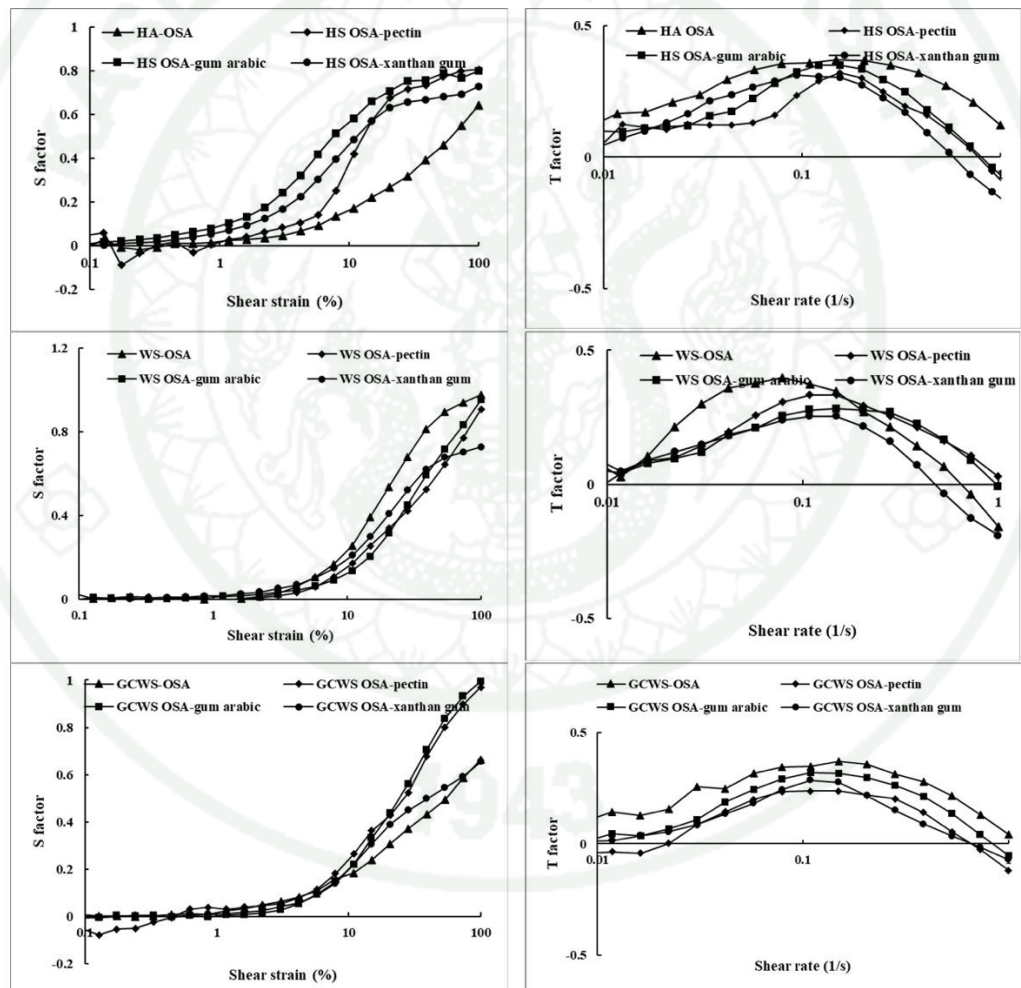 HA-OSA HS OSA-pectin
HS OSA-gum arabic HS OSA-xanthan gum
1
0.8
0.6
0.4
0.2
0
-0.2
0.1 1 10 100
S factor
Shear strain (%)
HA OSA HS OSA-pectin
HS OSA-gum arabic HS OSA-xanthan gum
0.5
0
-0.5
0.01 0.1
T factor
Shear rate (1/s)
WS-OSA WS OSA-pectin
WS OSA-gum arabic WS OSA-xanthan gum
1.2
0.8
0.4
0
0.1 1 10 100
S factor
Shear strain (%)
WS-OSA WS OSA-pectin
WS OSA-gum arabic WS OSA-xanthan gum
0.5
0
-0.5
0.01 0.1 1
T factor
Shear rate (1/s)
GCWS-OSA GCWS OSA-pectin
GCWS OSA-gum arabic GCWS OSA-xanthan gum
1
0.8
0.6
0.4
0.2
0
-0.2
0.1 1 10 100
S factor
Shear strain (%)
GCWS-OSA GCWS OSA-pectin
GCWS OSA-gum arabic GCWS OSA-xanthan gum
0.5
0
-0.5
0.01 0.1
T factor
Shear rate (1/s)
1943